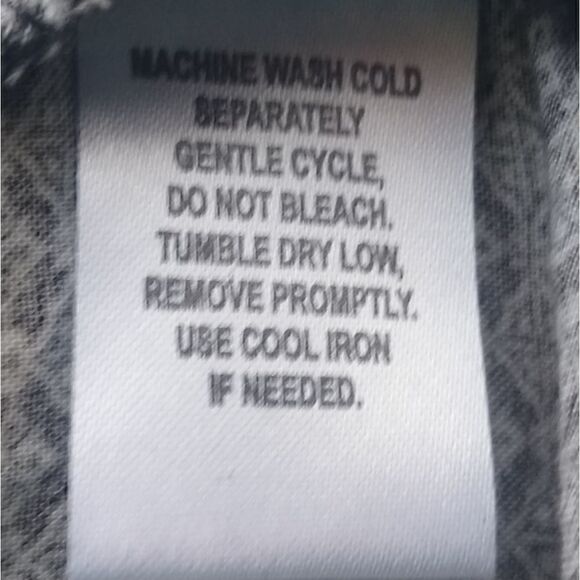 MACHINE WASH COLD
SEPARATELY
GENTLE CYCLE,
DO NOT BLEACH.
TUMBLE DRY LOW,
REMOVE PROMPTLY.
USE COOL IRON
IF NEEDED.